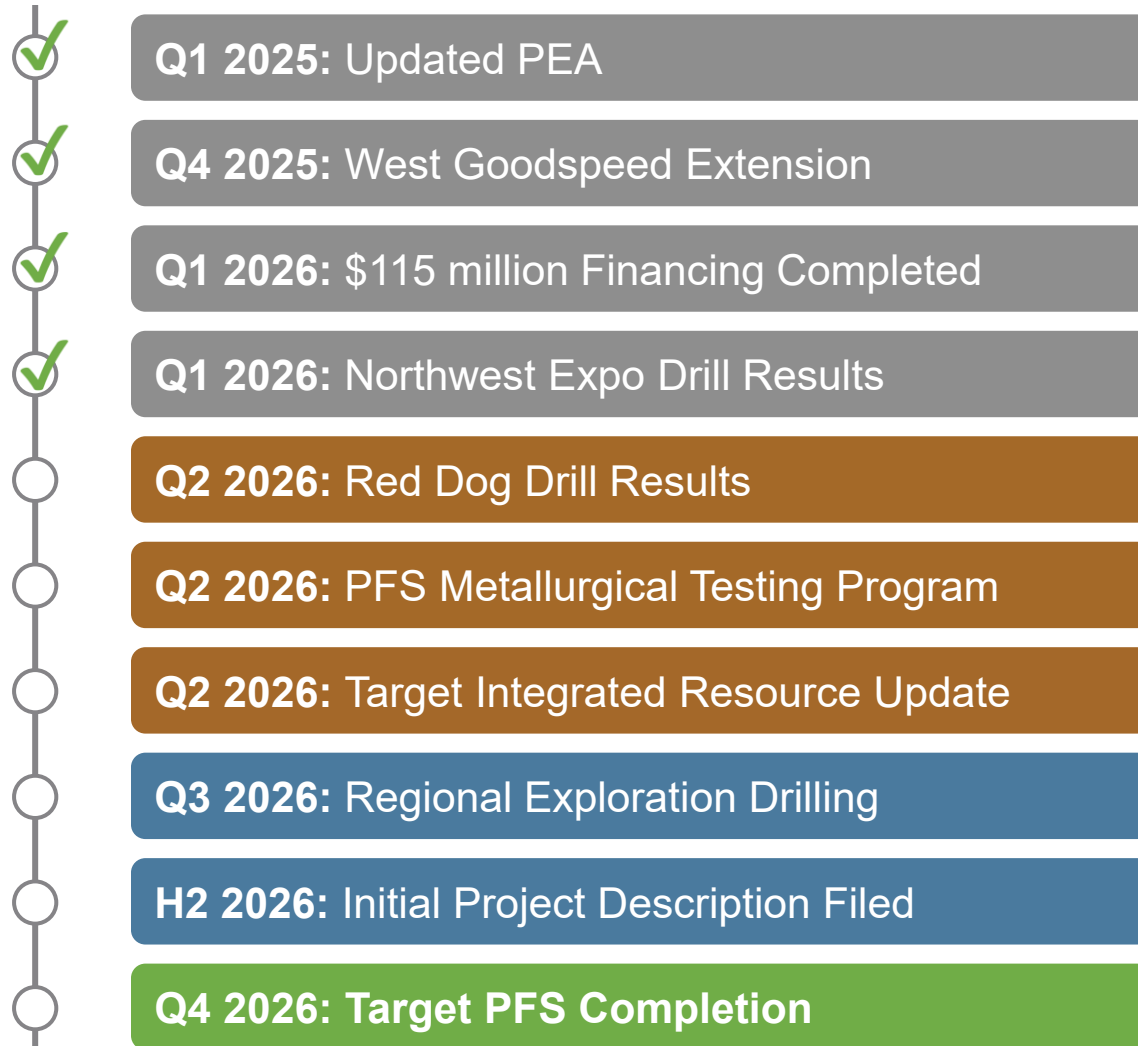 Q1 2025: Updated PEA
Q4 2025: West Goodspeed Extension
Q1 2026: $115 million Financing Completed
Q1 2026: Northwest Expo Drill Results
Q2 2026: Red Dog Drill Results
Q2 2026: PFS Metallurgical Testing Program
Q2 2026: Target Integrated Resource Update
Q3 2026: Regional Exploration Drilling
H2 2026: Initial Project Description Filed
Q4 2026: Target PFS Completion